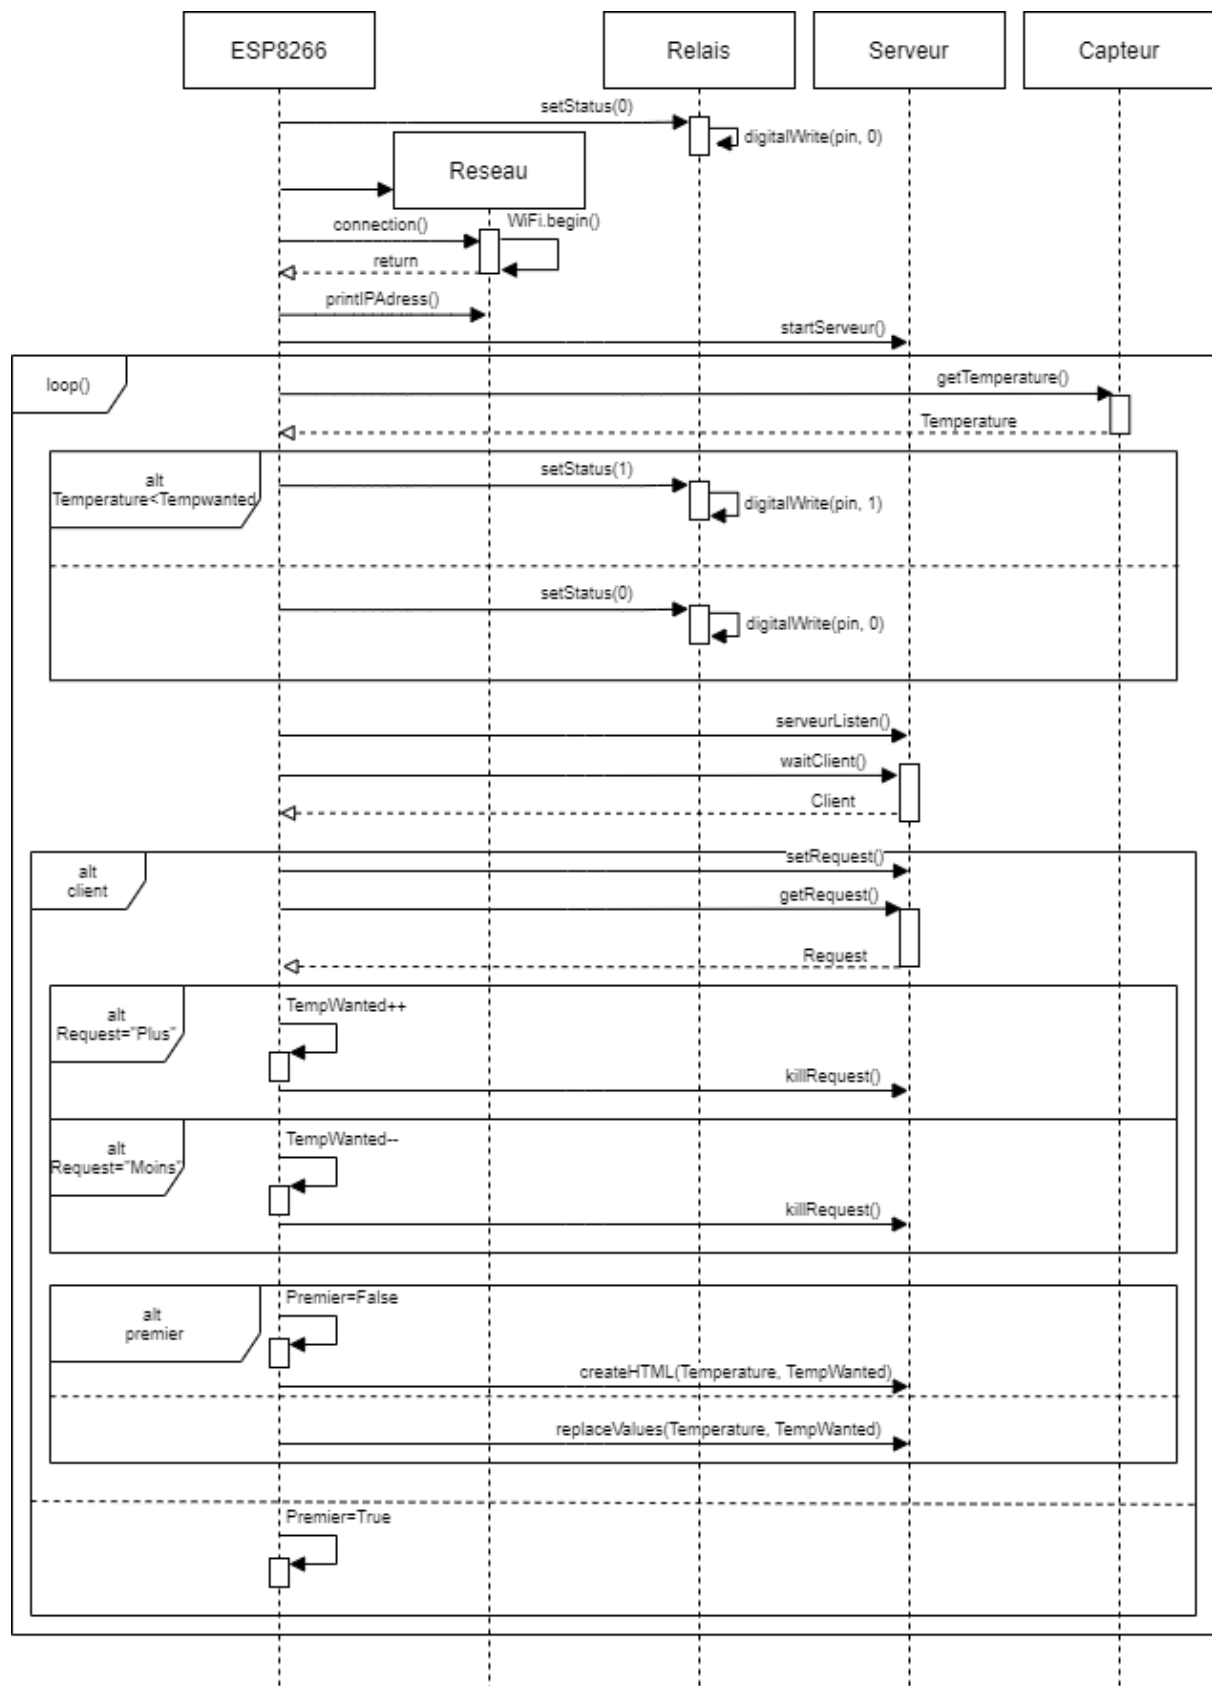 ESP8266
Relais
Serveur
Capteur
setStatus(0)
digitalWrite(pin, 0)
Reseau
connection()
WiFi.begin()
return
printIPAdress()
startServeur()
loop()
getTemperature()
Temperature
alt
Temperature<Tempwanted
setStatus(1)
digitalWrite(pin, 1)
setStatus(0)
digitalWrite(pin, 0)
serveurListen()
waitClient()
Client
alt
client
setRequest()
getRequest()
Request
alt
Request="Plus"
TempWanted++
killRequest()
alt
Request="Moins"
TempWanted--
killRequest()
alt
premier
Premier=False
createHTML(Temperature, TempWanted)
replaceValues(Temperature, TempWanted)
Premier=True